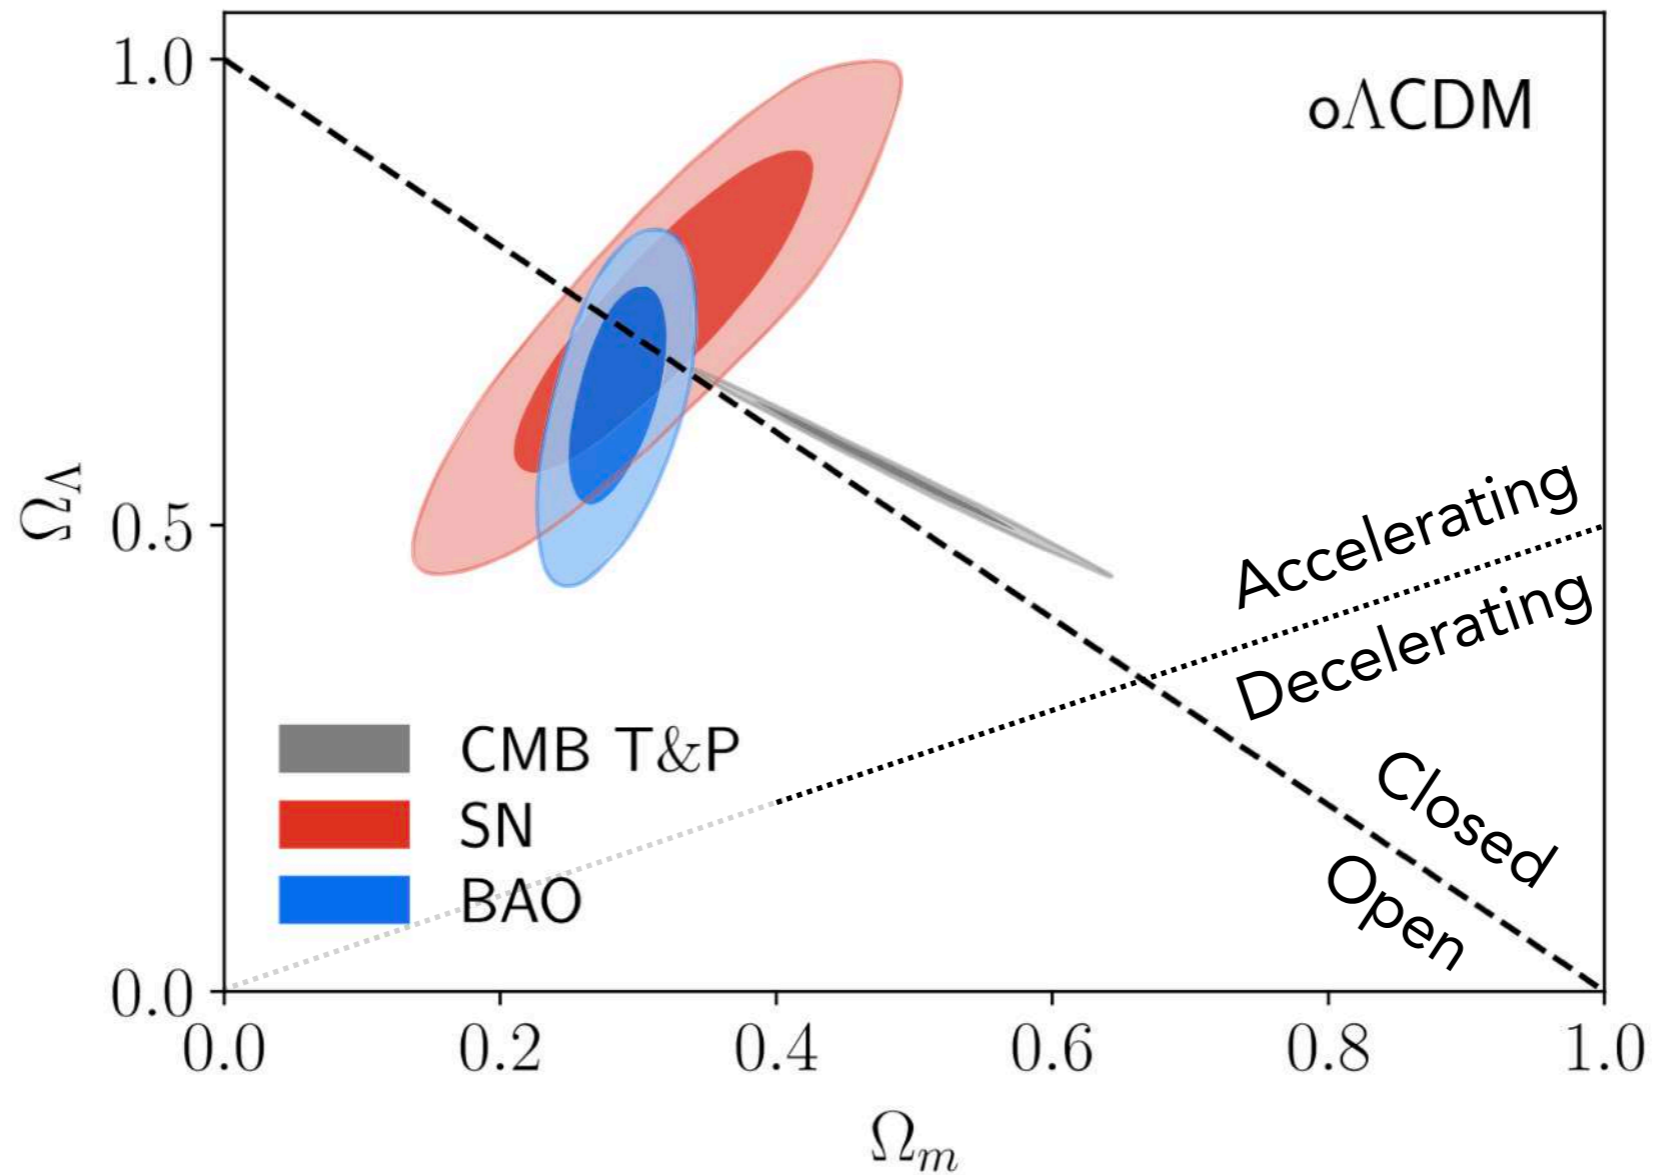 1.0
oΛCDM
Ω_Λ
0.5
Accelerating
Decelerating
CMB T&P
SN
BAO
Closed
Open
0.0
0.0 0.2 0.4 0.6 0.8 1.0
Ω_m